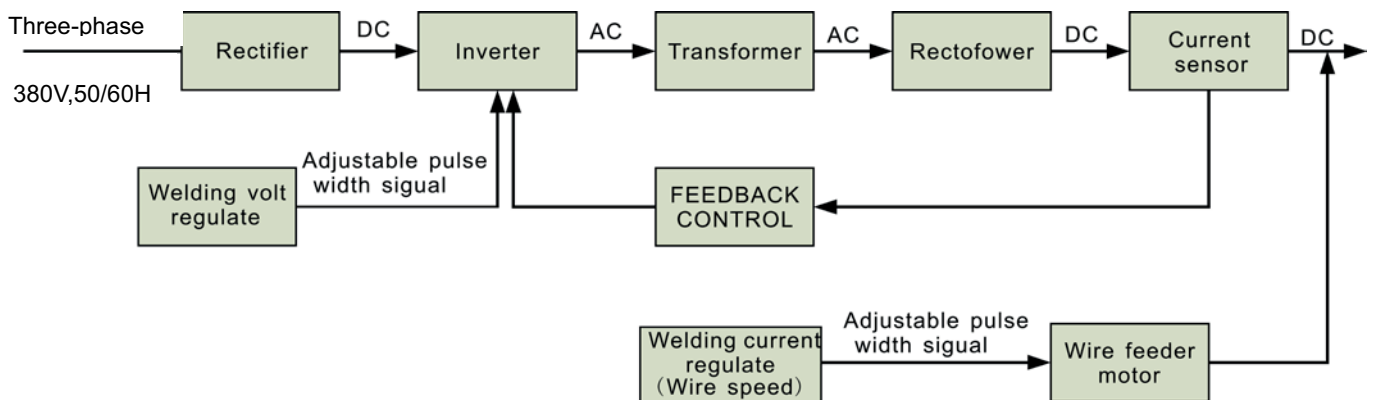 Three-phase
380V,50/60H
Rectifier
DC
Inverter
AC
Transformer
AC
Rectofower
DC
Current
sensor
DC
Welding volt
regulate
Adjustable pulse
width sigual
FEEDBACK
CONTROL
Welding current
regulate
(Wire speed)
Adjustable pulse
width sigual
Wire feeder
motor